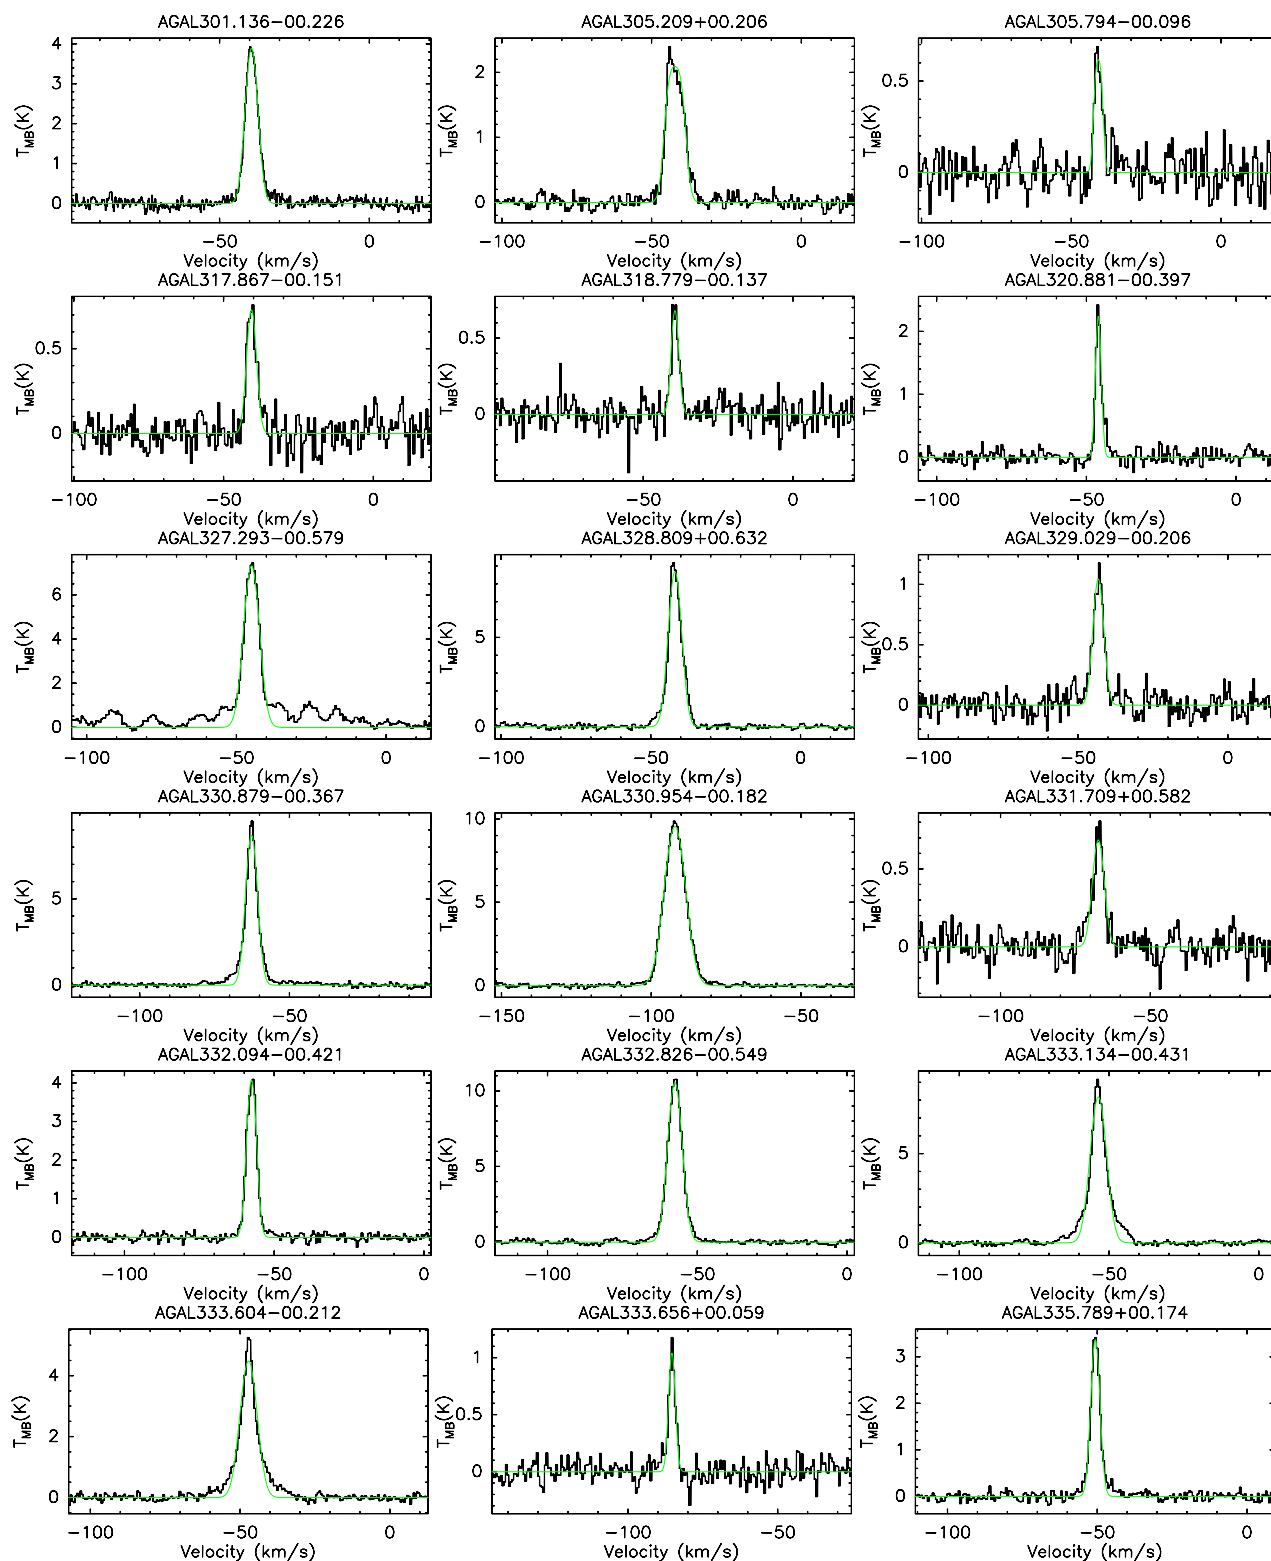 AGAL301.136−00.226 AGAL305.209+00.206 AGAL305.794−00.096
4 3 2 1 0 T_MB(K) 2 1 0 T_MB(K) 0.5 0 T_MB(K)
−50 0 −100 −50 0 −100 −50 0
Velocity (km/s) Velocity (km/s) Velocity (km/s)
AGAL317.867−00.151 AGAL318.779−00.137 AGAL320.881−00.397
0.5 0 T_MB(K) 0.5 0 T_MB(K) 2 1 0 T_MB(K)
−100 −50 0 −100 −50 0 −100 −50 0
Velocity (km/s) Velocity (km/s) Velocity (km/s)
AGAL327.293−00.579 AGAL328.809+00.632 AGAL329.029−00.206
6 4 2 0 T_MB(K) 5 0 T_MB(K) 1 0.5 0 T_MB(K)
−100 −50 0 −100 −50 0 −100 −50 0
Velocity (km/s) Velocity (km/s) Velocity (km/s)
AGAL330.879−00.367 AGAL330.954−00.182 AGAL331.709+00.582
5 0 T_MB(K) 10 5 0 T_MB(K) 0.5 0 T_MB(K)
−100 −50 −150 −100 −50 −100 −50
Velocity (km/s) Velocity (km/s) Velocity (km/s)
AGAL332.094−00.421 AGAL332.826−00.549 AGAL333.134−00.431
4 3 2 1 0 T_MB(K) 10 5 0 T_MB(K) 5 0 T_MB(K)
−100 −50 0 −100 −50 0 −100 −50 0
Velocity (km/s) Velocity (km/s) Velocity (km/s)
AGAL333.604−00.212 AGAL333.656+00.059 AGAL335.789+00.174
4 2 0 T_MB(K) 1 0.5 0 T_MB(K) 3 2 1 0 T_MB(K)
−100 −50 0 −100 −50 −100 −50 0
Velocity (km/s) Velocity (km/s) Velocity (km/s)